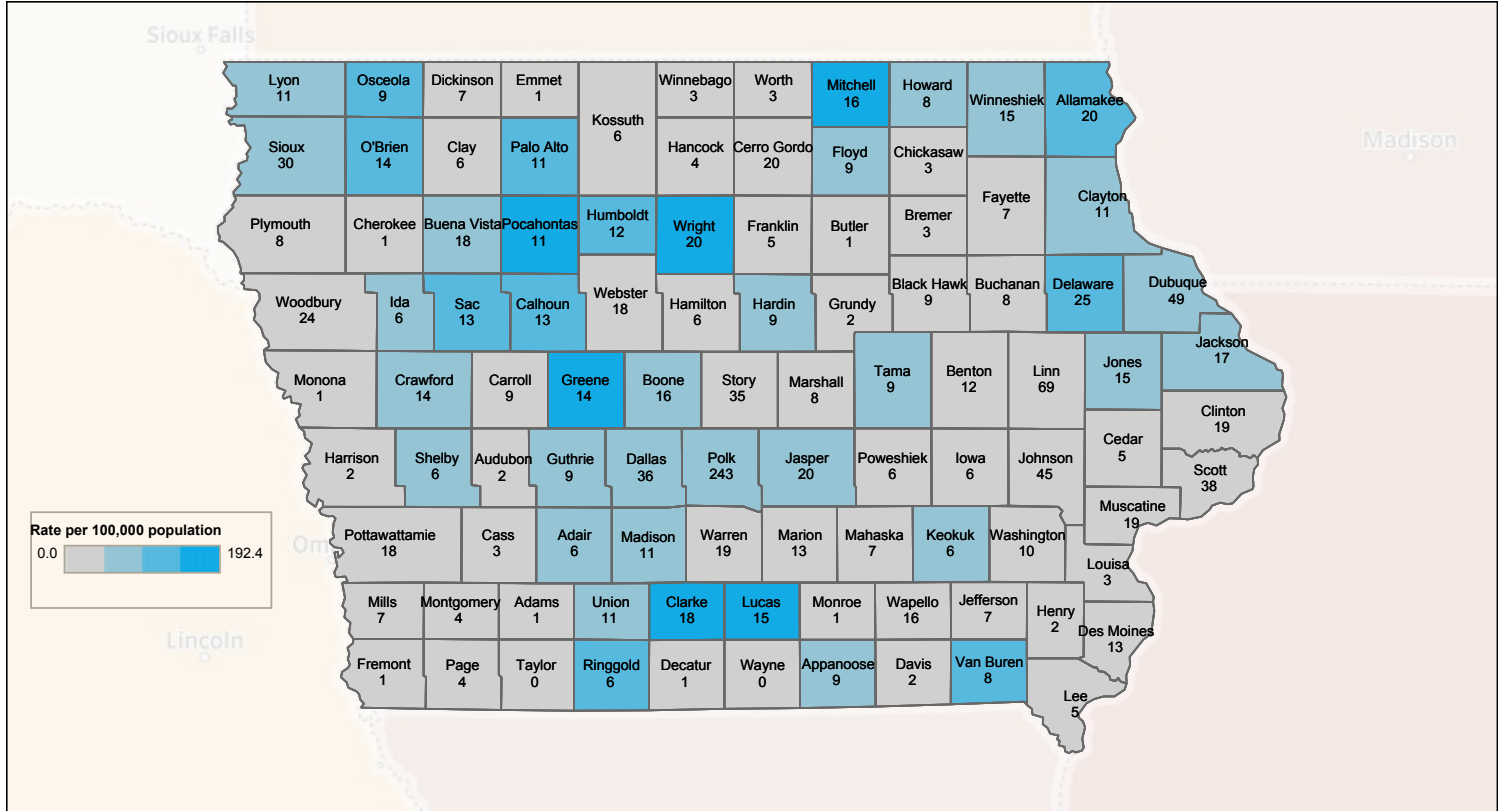 Sioux Falls
Lyon
11
Osceola
9
Dickinson
7
Emmet
1
Kossuth
6
Winnebago
3
Worth
3
Mitchell
16
Howard
8
Winneshiek
15
Allamakee
20
Madison
Sioux
30
O'Brien
14
Clay
6
Palo Alto
11
Hancock
4
Cerro Gordo
20
Floyd
9
Chickasaw
3
Fayette
7
Clayton
11
Plymouth
8
Cherokee
1
Buena Vista
18
Pocahontas
11
Humboldt
12
Wright
20
Franklin
5
Butler
1
Bremer
3
Woodbury
24
Ida
6
Sac
13
Calhoun
13
Webster
18
Hamilton
6
Hardin
9
Grundy
2
Black Hawk
9
Buchanan
8
Delaware
25
Dubuque
49
Monona
1
Crawford
14
Carroll
9
Greene
14
Boone
16
Story
35
Marshall
8
Tama
9
Benton
12
Linn
69
Jones
15
Jackson
17
Clinton
19
Harrison
2
Shelby
6
Audubon
2
Guthrie
9
Dallas
36
Polk
243
Jasper
20
Poweshiek
6
Iowa
6
Johnson
45
Cedar
5
Scott
38
Muscatine
19
Rate per 100,000 population
0.0
192.4
Om
Pottawattamie
18
Cass
3
Adair
6
Madison
11
Warren
19
Marion
13
Mahaska
7
Keokuk
6
Washington
10
Louisa
3
Lincoln
Mills
7
Montgomery
4
Adams
1
Union
11
Clarke
18
Lucas
15
Monroe
1
Wapello
16
Jefferson
7
Henry
2
Des Moines
13
Fremont
1
Page
4
Taylor
0
Ringgold
6
Decatur
1
Wayne
0
Appanoose
9
Davis
2
Van Buren
8
Lee
5